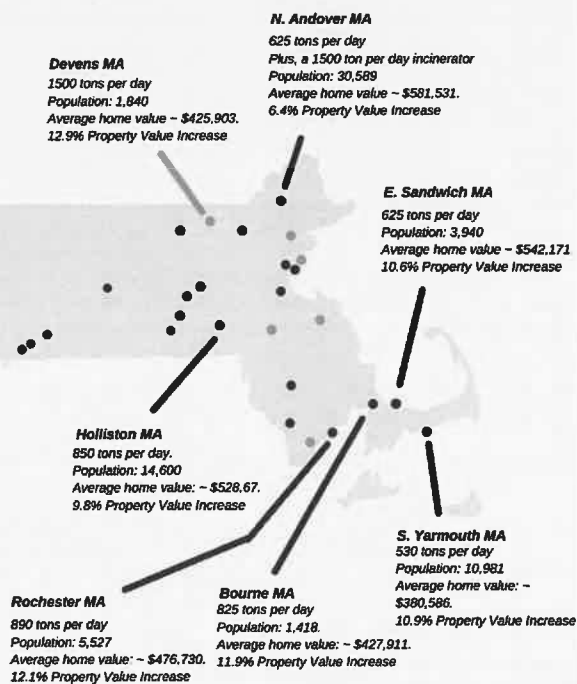 N. Andover MA
625 tons per day
Plus, a 1500 ton per day incinerator
Population: 30,589
Average home value ~ $581,531.
6.4% Property Value Increase
Devens MA
1500 tons per day
Population: 1,840
Average home value ~ $425,903.
12.9% Property Value Increase
E. Sandwich MA
625 tons per day
Population: 3,940
Average home value ~ $542,171
10.6% Property Value Increase
Holliston MA
850 tons per day.
Population: 14,600
Average home value: ~ $528,67.
9.8% Property Value Increase
S. Yarmouth MA
530 tons per day
Population: 10,981
Average home value: ~
$380,586.
10.9% Property Value Increase
Rochester MA
890 tons per day
Population: 5,527
Average home value: ~ $476,730.
12.1% Property Value Increase
Bourne MA
825 tons per day
Population: 1,418.
Average home value: ~ $427,911.
11.9% Property Value Increase